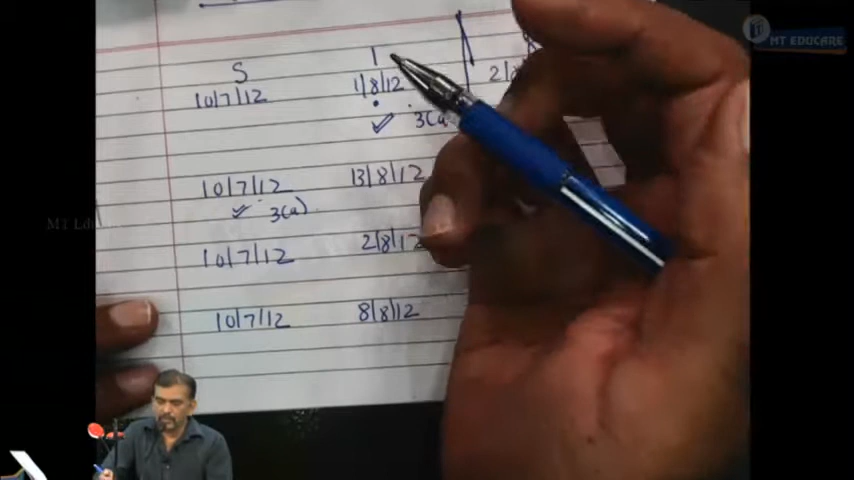 MT EDUCARE
S I
10/7/12 1/8/12 2/
✓ 3(a
10/7/12 13/8/12
✓ 3(a)
10/7/12 2/8/12
10/7/12 8/8/12